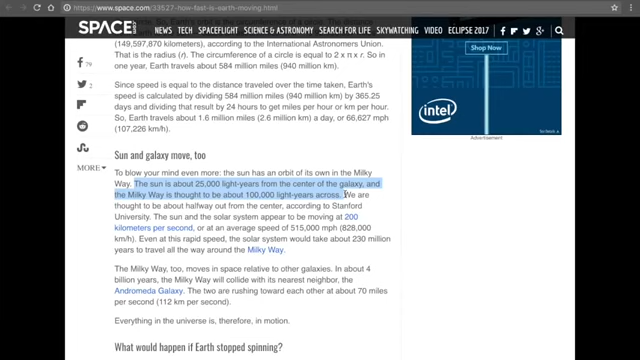 https://www.space.com/33527-how-fast-is-earth-moving.html
SPACE
.COM
NEWS TECH SPACEFLIGHT SCIENCE & ASTRONOMY SEARCH FOR LIFE SKYWATCHING VIDEO ECLIPSE 2017
(149,597,870 kilometers), according to the International Astronomers Union.
That is the radius (r). The circumference of a circle is equal to 2 x π x r. So in
one year, Earth travels about 584 million miles (940 million km).
Since speed is equal to the distance traveled over the time taken, Earth's
speed is calculated by dividing 584 million miles (940 million km) by 365.25
days and dividing that result by 24 hours to get miles per hour or km per hour.
So, Earth travels about 1.6 million miles (2.6 million km) a day, or 66,627 mph
(107,226 km/h).
Sun and galaxy move, too
To blow your mind even more: the sun has an orbit of its own in the Milky
Way. The sun is about 25,000 light-years from the center of the galaxy, and
the Milky Way is thought to be about 100,000 light-years across. We are
thought to be about halfway out from the center, according to Stanford
University. The sun and the solar system appear to be moving at 200
kilometers per second, or at an average speed of 515,000 mph (828,000
km/h). Even at this rapid speed, the solar system would take about 230 million
years to travel all the way around the Milky Way.
The Milky Way, too, moves in space relative to other galaxies. In about 4
billion years, the Milky Way will collide with its nearest neighbor, the
Andromeda Galaxy. The two are rushing toward each other at about 70 miles
per second (112 km per second).
Everything in the universe is, therefore, in motion.
What would happen if Earth stopped spinning?
79
2
MORE
Shop Now
intel